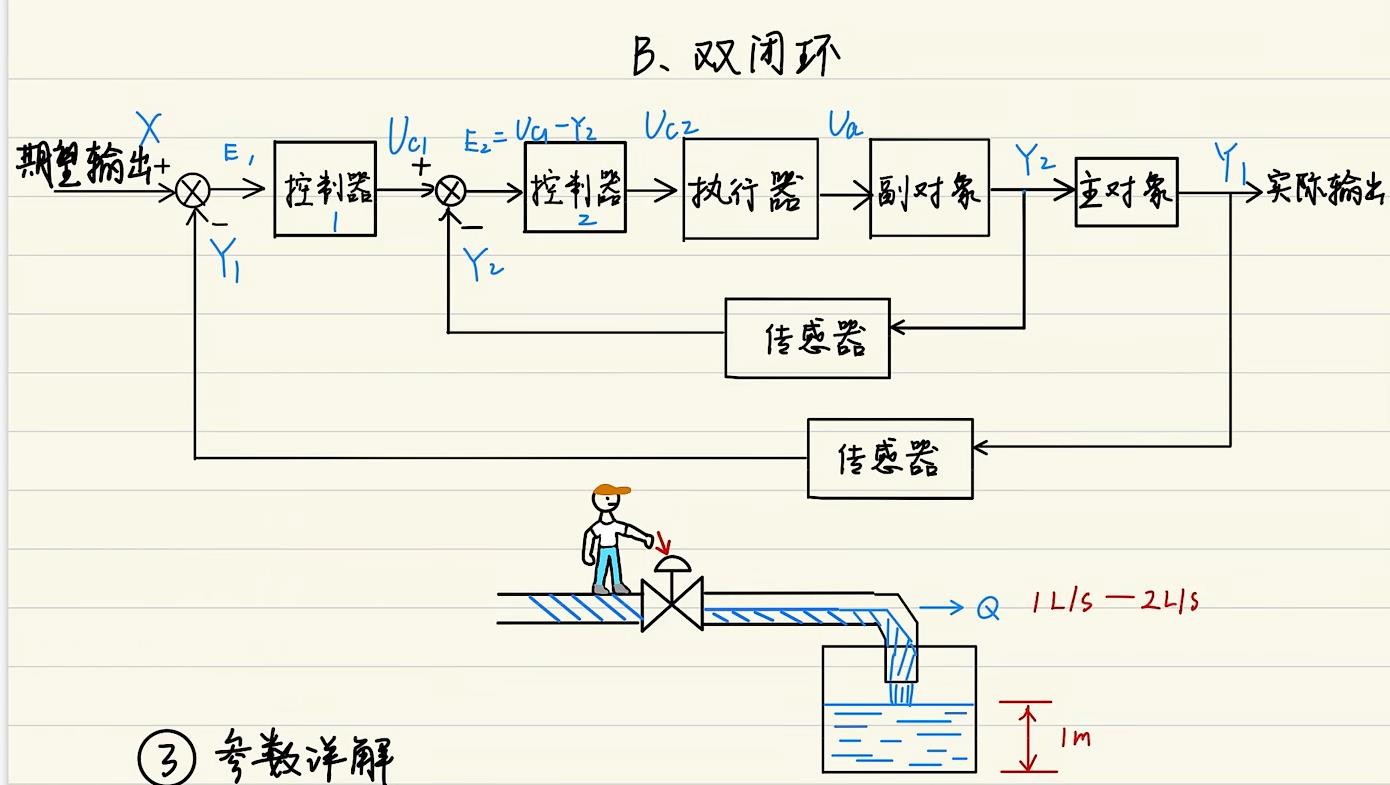 B、双闭环
X
Uc1
E2=Uc1-Y2
Uc2
Ua
期望输出
+
E1
+
Y2
Y1
控制器
1
控制器
2
执行器
副对象
主对象
实际输出
-
Y1
-
Y2
传感器
传感器
Q 1L/s — 2L/s
1m
③ 参数详解